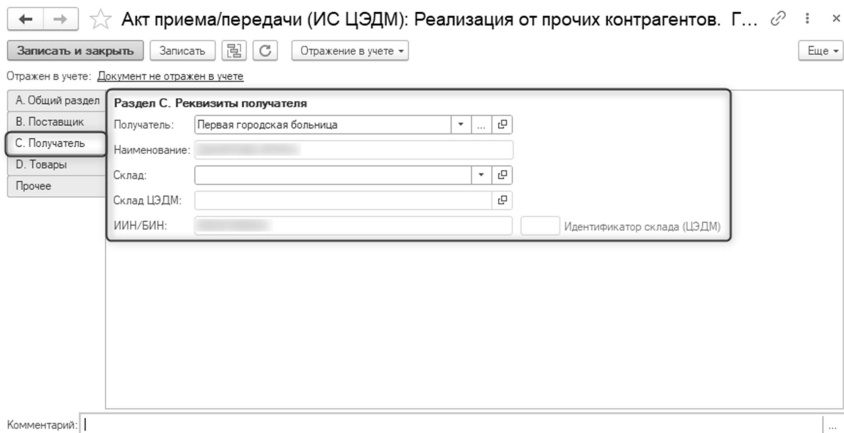 Акт приема/передачи (ИС ЦЭДМ): Реализация от прочих контрагентов. Г...
Записать и закрыть Записать Отражение в учете Еще
Отражен в учете: Документ не отражен в учете
А. Общий раздел
В. Поставщик
С. Получатель
D. Товары
Прочее
Раздел С. Реквизиты получателя
Получатель: Первая городская больница ...
Наименование:
Склад:
Склад ЦЭДМ:
ИИН/БИН: Идентификатор склада (ЦЭДМ)
Комментарий: ...